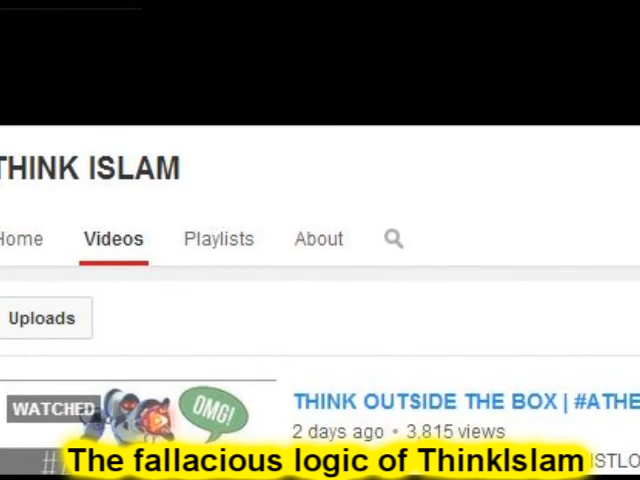 THINK ISLAM
Home Videos Playlists About
Uploads
WATCHED OMG! THINK OUTSIDE THE BOX | #ATHE
2 days ago • 3,815 views
The fallacious logic of ThinkIslam